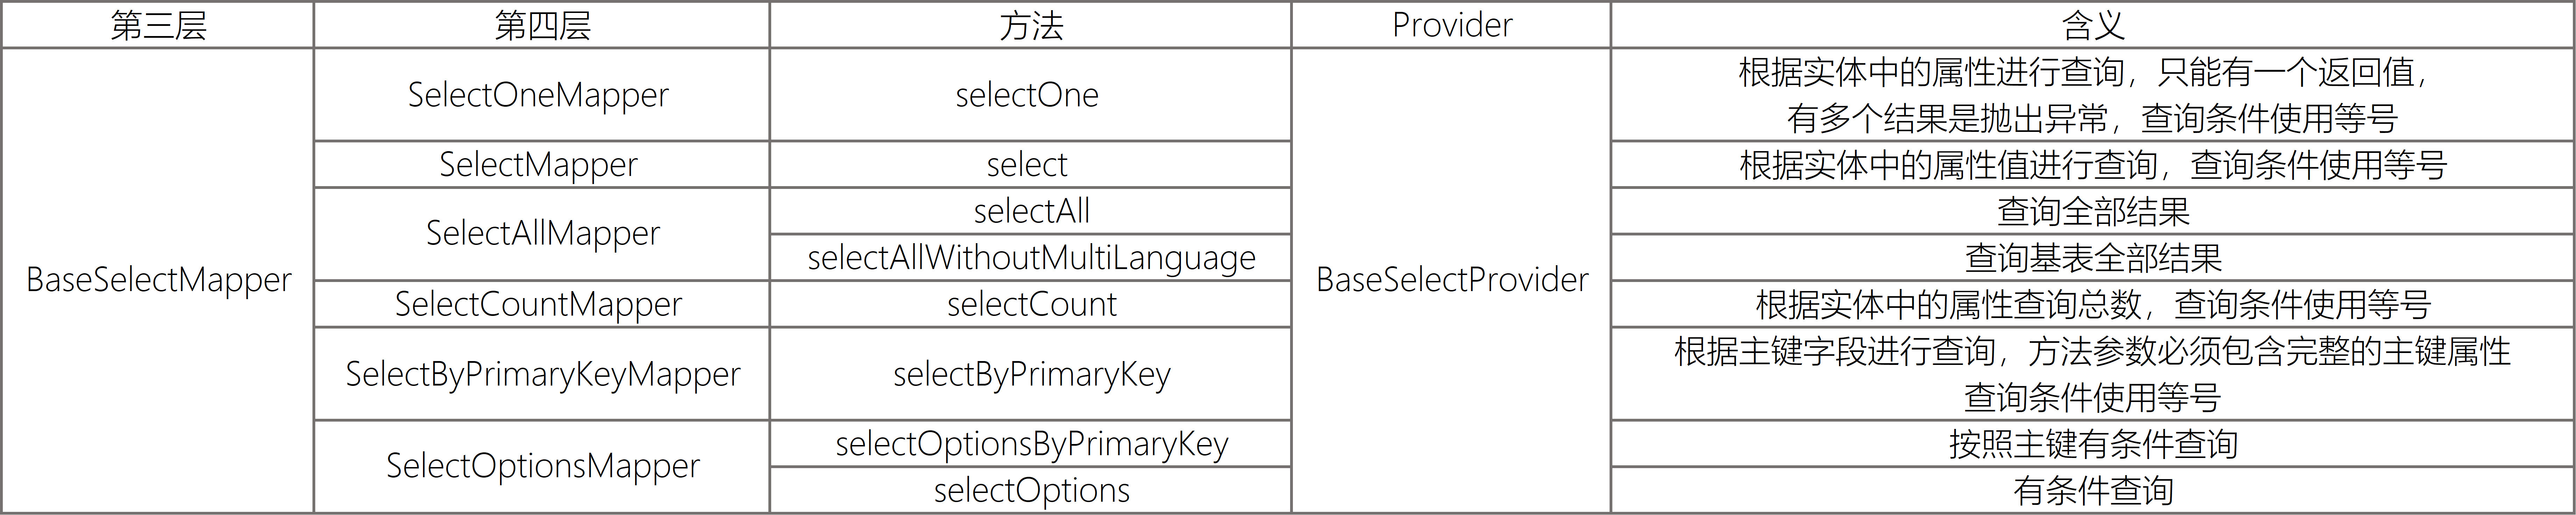 第三层
第四层
方法
Provider
含义
BaseSelectMapper
SelectOneMapper
selectOne
BaseSelectProvider
根据实体中的属性进行查询，只能有一个返回值，
有多个结果是抛出异常，查询条件使用等号
SelectMapper
select
根据实体中的属性值进行查询，查询条件使用等号
SelectAllMapper
selectAll
查询全部结果
selectAllWithoutMultiLanguage
查询基表全部结果
SelectCountMapper
selectCount
根据实体中的属性查询总数，查询条件使用等号
SelectByPrimaryKeyMapper
selectByPrimaryKey
根据主键字段进行查询，方法参数必须包含完整的主键属性
查询条件使用等号
SelectOptionsMapper
selectOptionsByPrimaryKey
按照主键有条件查询
selectOptions
有条件查询